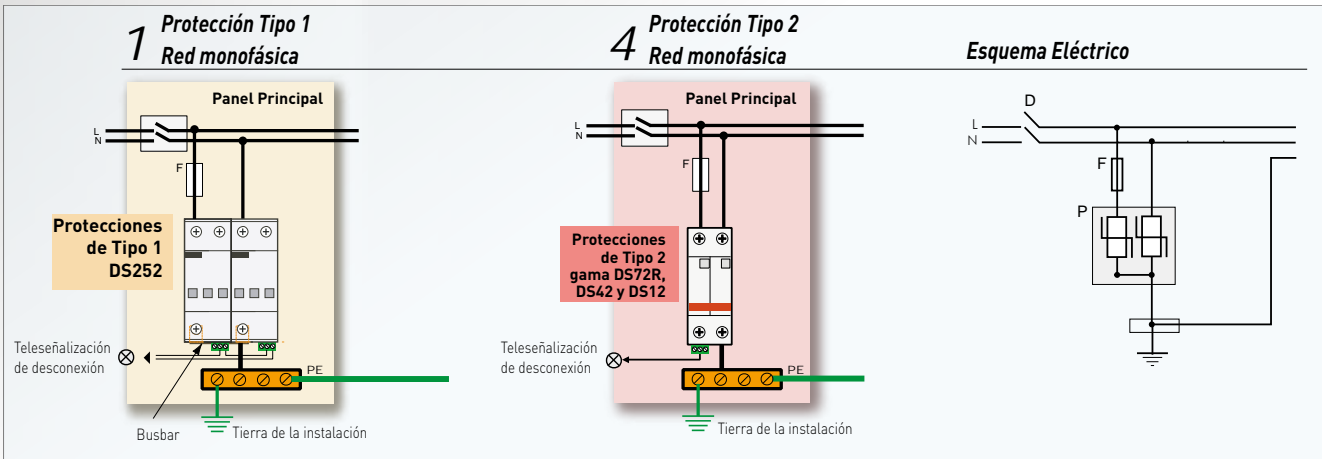 1
Protección Tipo 1
Red monofásica
Panel Principal
L
N
F
Protecciones
de Tipo 1
DS252
Teleseñalización
de desconexión
PE
Busbar
Tierra de la instalación
4
Protección Tipo 2
Red monofásica
Panel Principal
L
N
F
Protecciones
de Tipo 2
gama DS72R,
DS42 y DS12
Teleseñalización
de desconexión
PE
Tierra de la instalación
Esquema Eléctrico
D
L
N
F
P